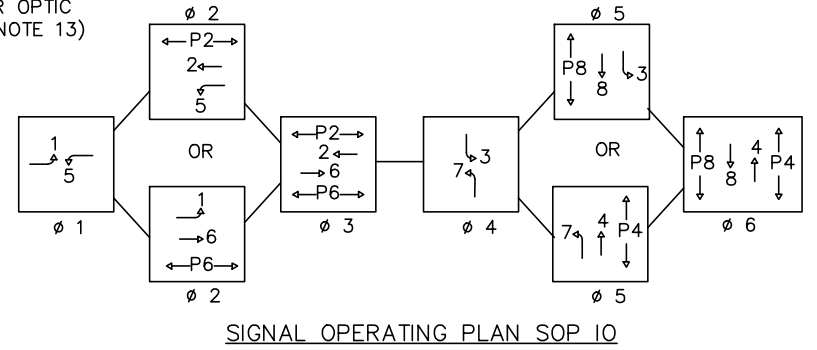 R OPTIC
NOTE 13)
ø 2
P2
2
5
ø 5
P8
8
3
1
5
ø 1
OR
P2
2
6
P6
ø 3
3
7
ø 4
OR
P8
8
4
P4
ø 6
1
6
P6
ø 2
7
4
P4
ø 5
SIGNAL OPERATING PLAN SOP 10